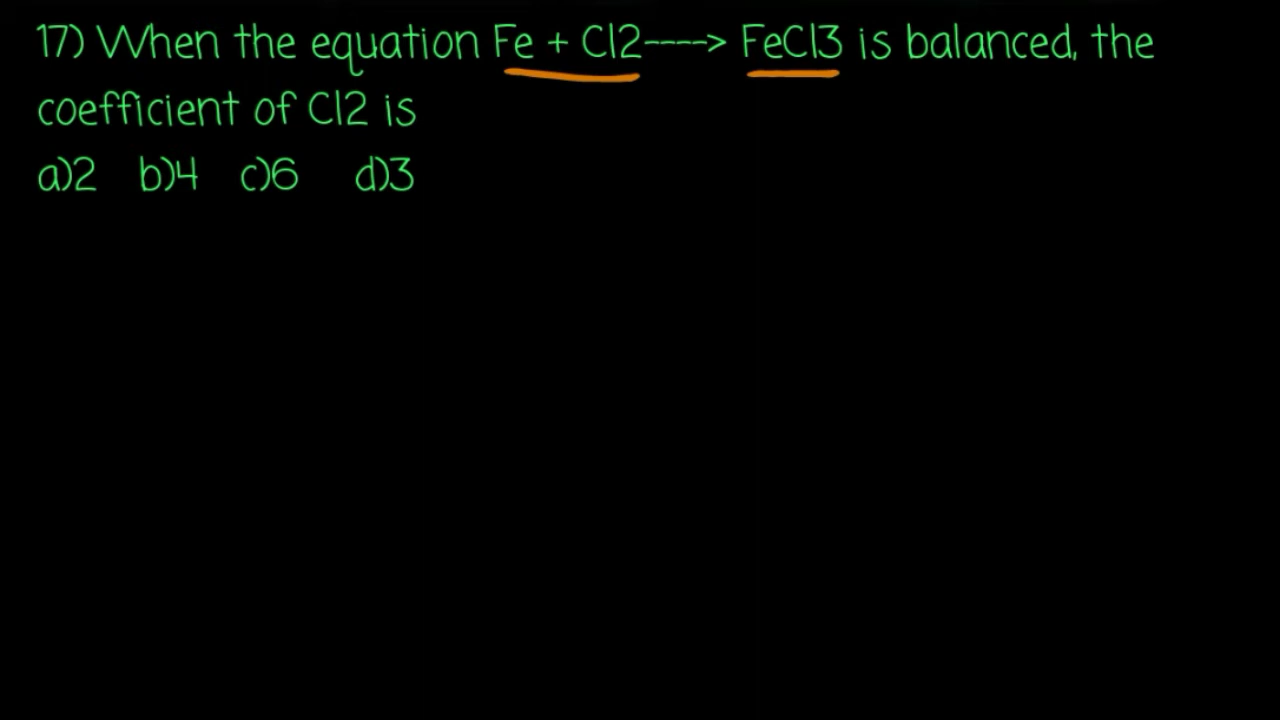 17) When the equation Fe + Cl2----> FeCl3 is balanced, the
coefficient of Cl2 is
a)2 b)4 c)6 d)3